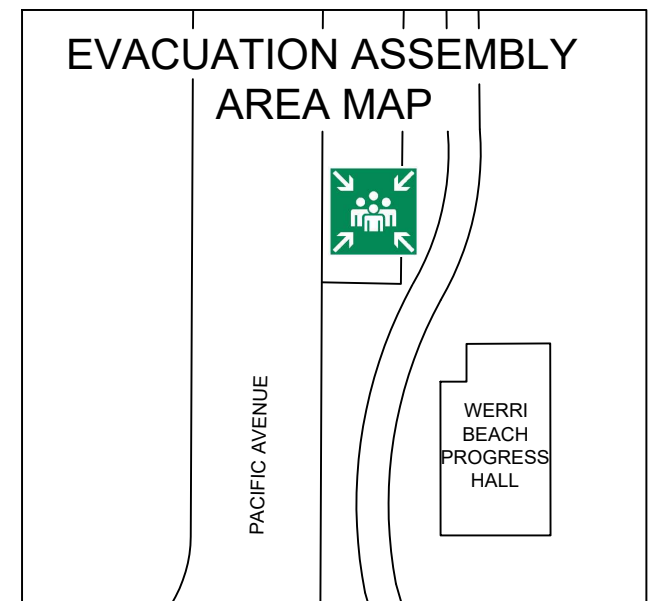 EVACUATION ASSEMBLY
AREA MAP
PACIFIC AVENUE
WERRI
BEACH
PROGRESS
HALL